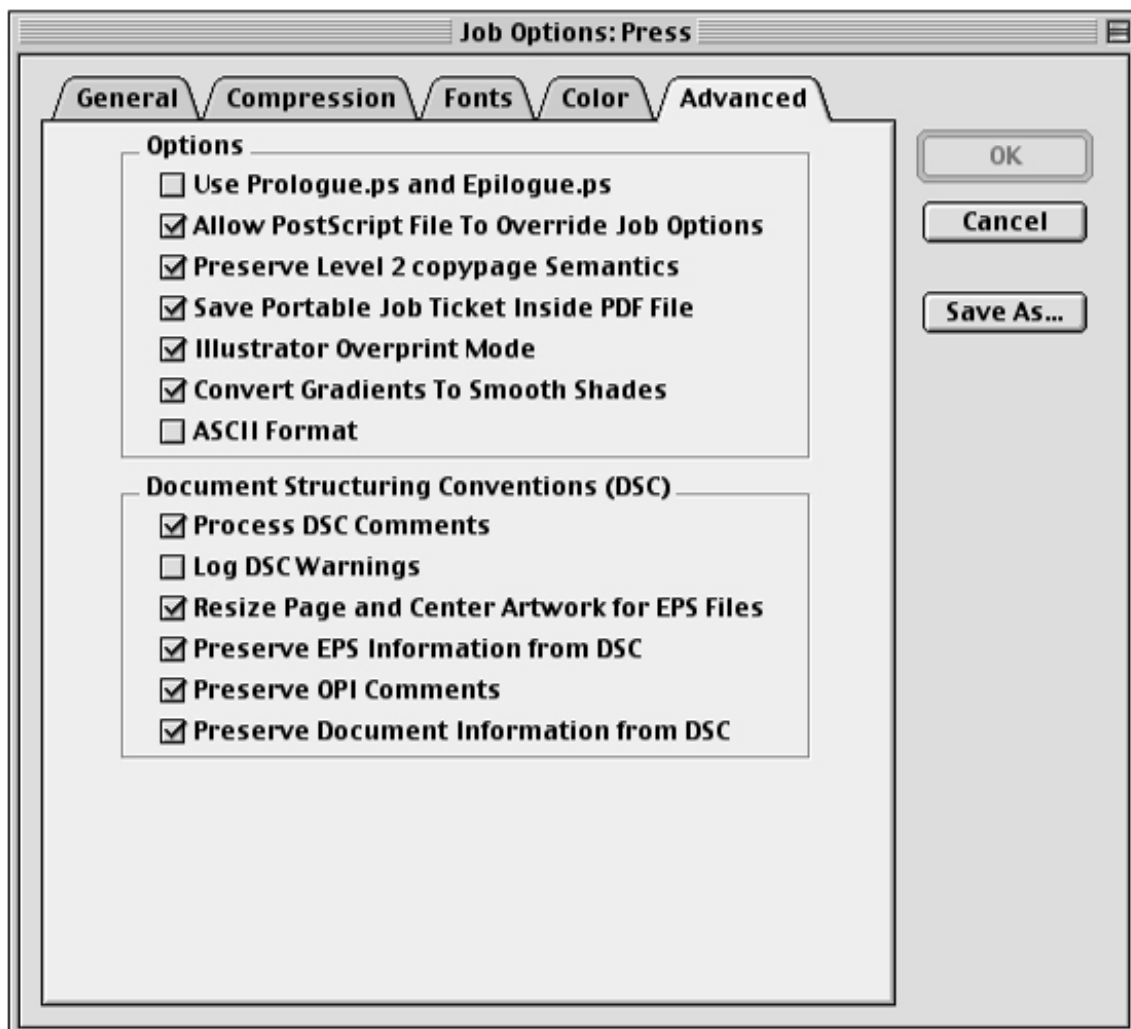 Job Options: Press
General Compression Fonts Color Advanced
Options
Use Prologue.ps and Epilogue.ps
Allow PostScript File To Override Job Options
Preserve Level 2 copypage Semantics
Save Portable Job Ticket Inside PDF File
Illustrator Overprint Mode
Convert Gradients To Smooth Shades
ASCII Format
Document Structuring Conventions (DSC)
Process DSC Comments
Log DSC Warnings
Resize Page and Center Artwork for EPS Files
Preserve EPS Information from DSC
Preserve OPI Comments
Preserve Document Information from DSC
OK
Cancel
Save As...